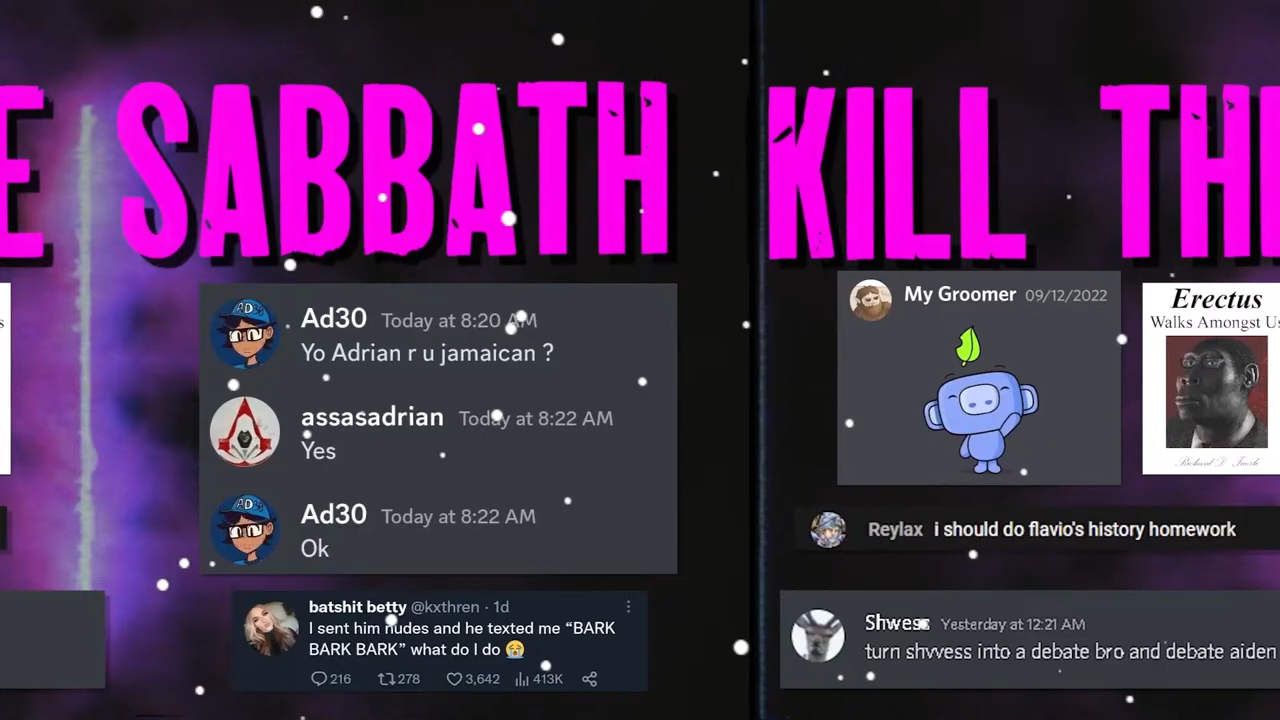 E SABBATH
KILL TH
Ad30 Today at 8:20 AM
Yo Adrian r u jamaican ?
assasadrian Today at 8:22 AM
Yes
Ad30 Today at 8:22 AM
Ok
batshit betty @kxthren · 1d
I sent him nudes and he texted me “BARK
BARK BARK” what do I do 😭
216 278 3,642 413K
My Groomer 09/12/2022
Erectus
Walks Amongst Us
Reylax i should do flavio's history homework
Shwess Yesterday at 12:21 AM
turn shvvess into a debate bro and debate aiden